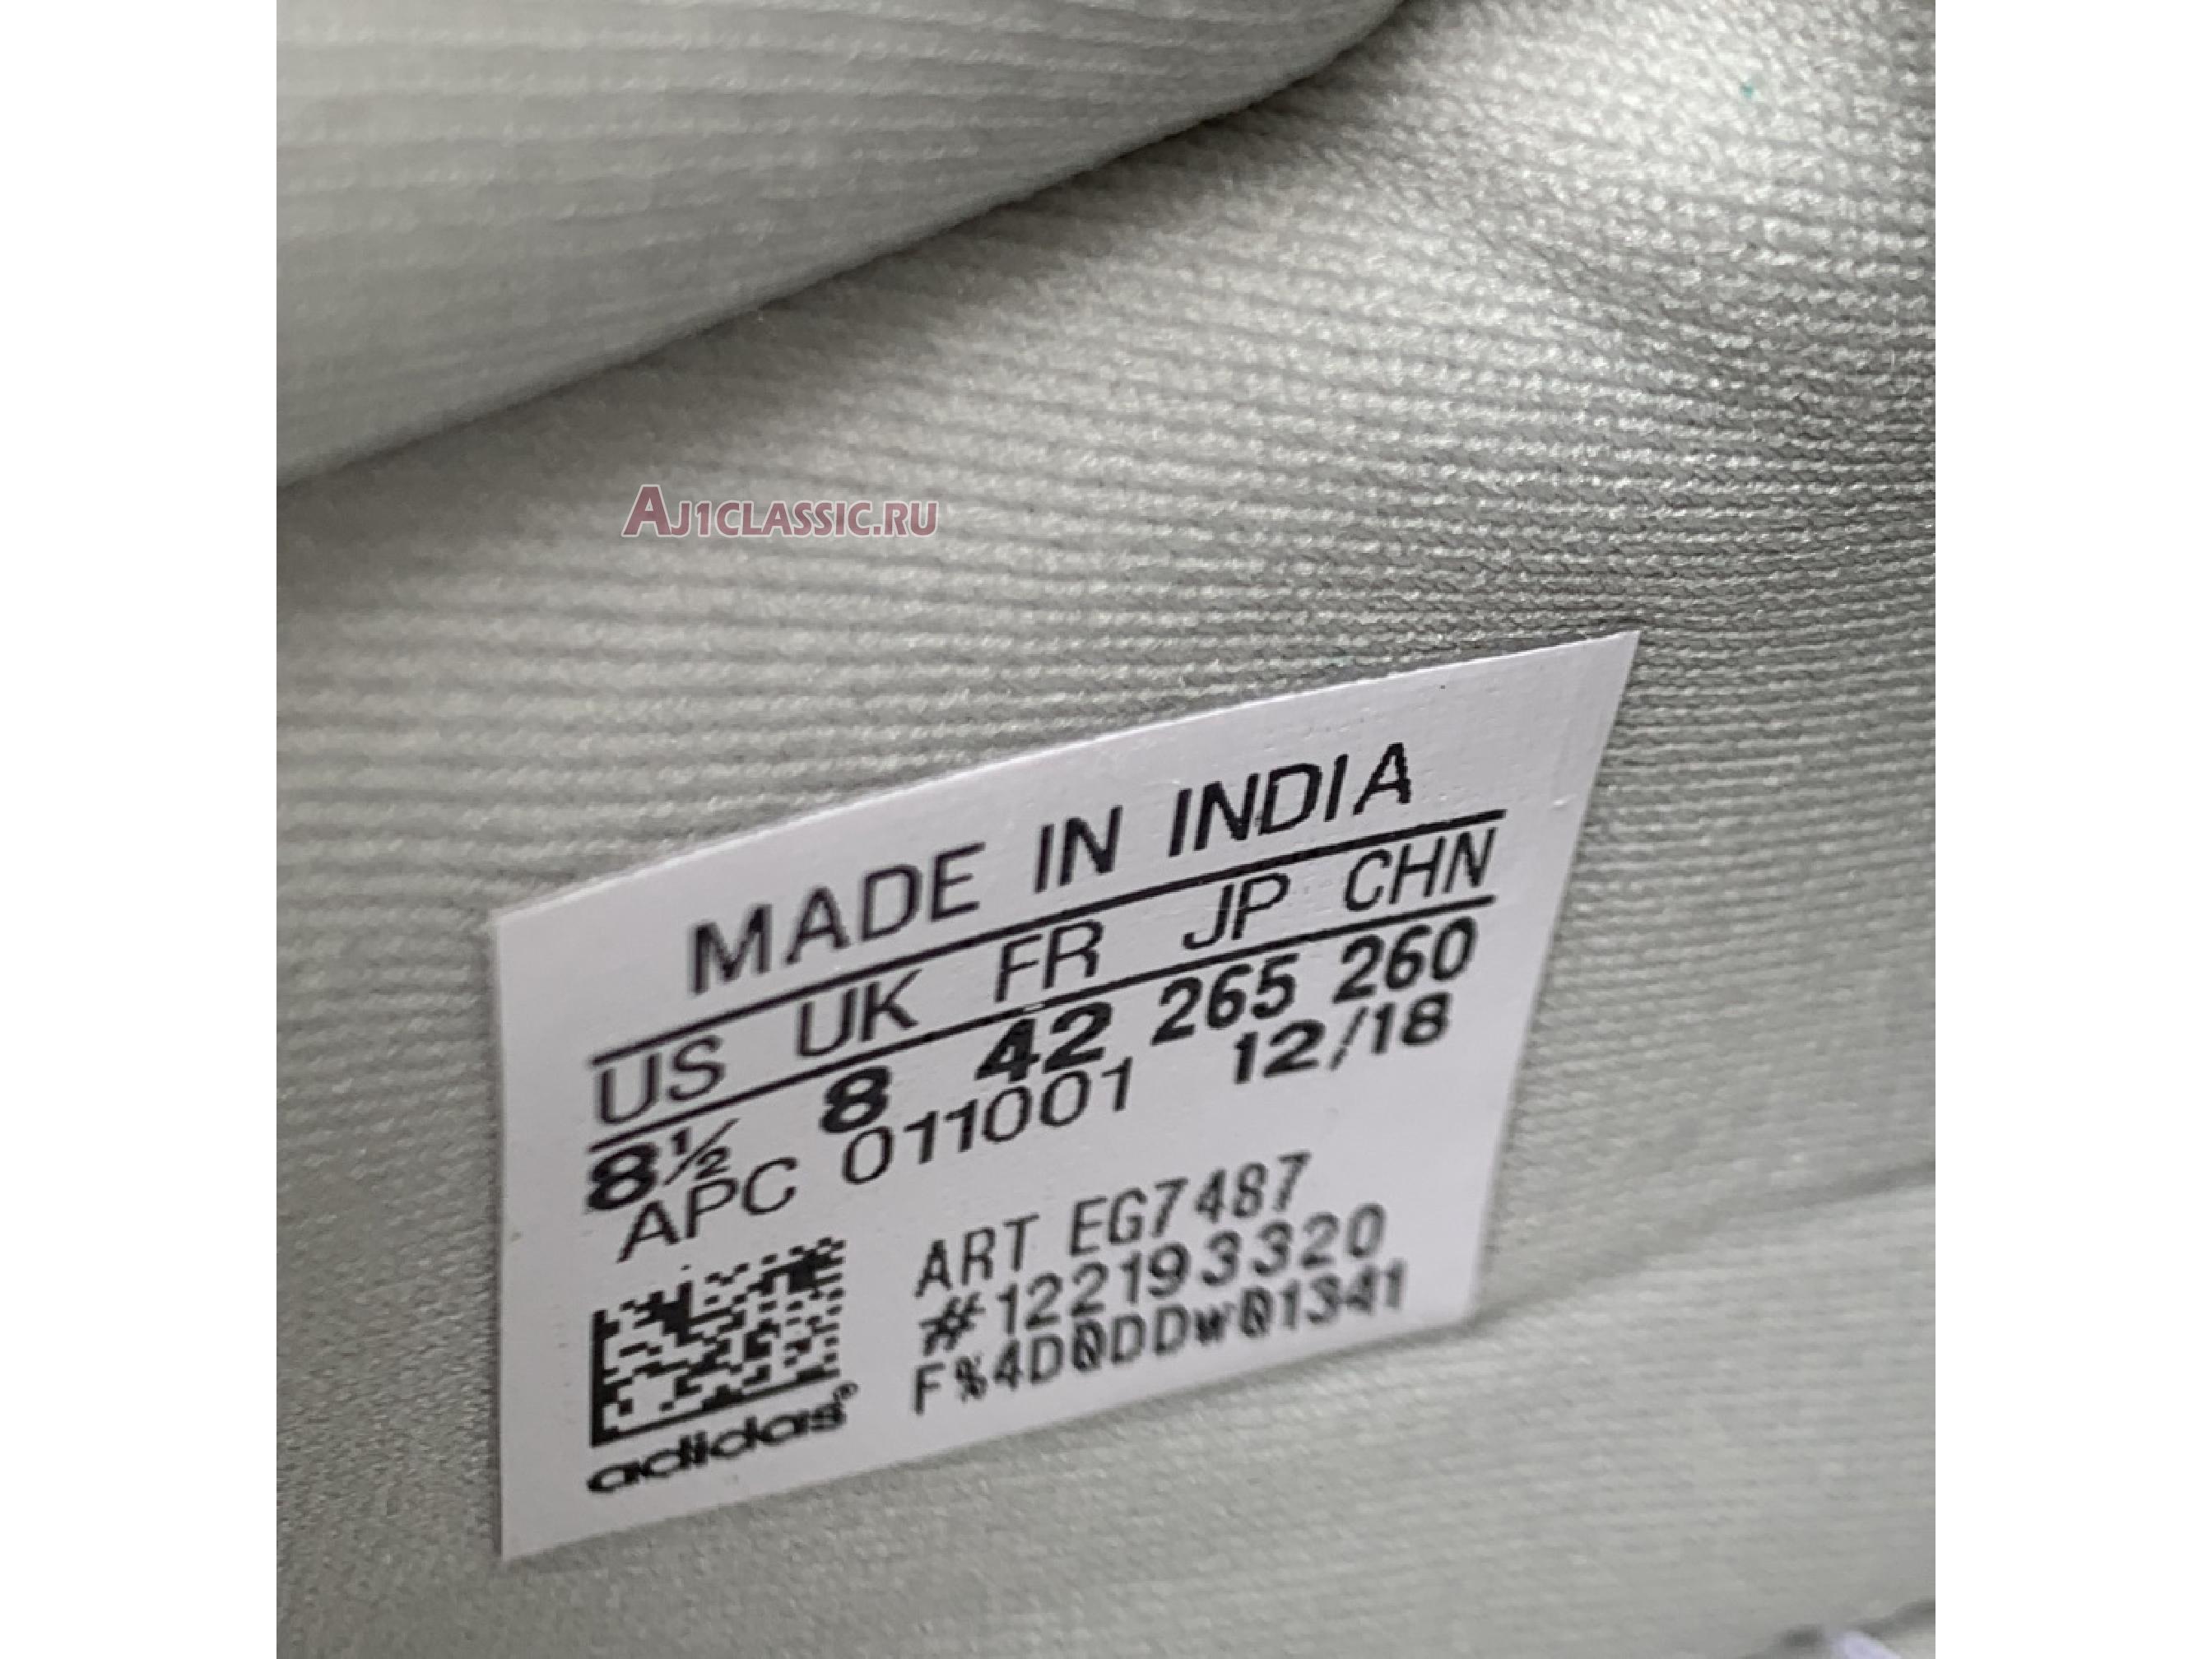 AJ1CLASSIC.RU
MADE IN INDIA
US UK FR JP CHN
8½ 8 42 265 260
APC 011001 12/18
ART EG7487
#122193320
F%4D0DDW01341
adidas®